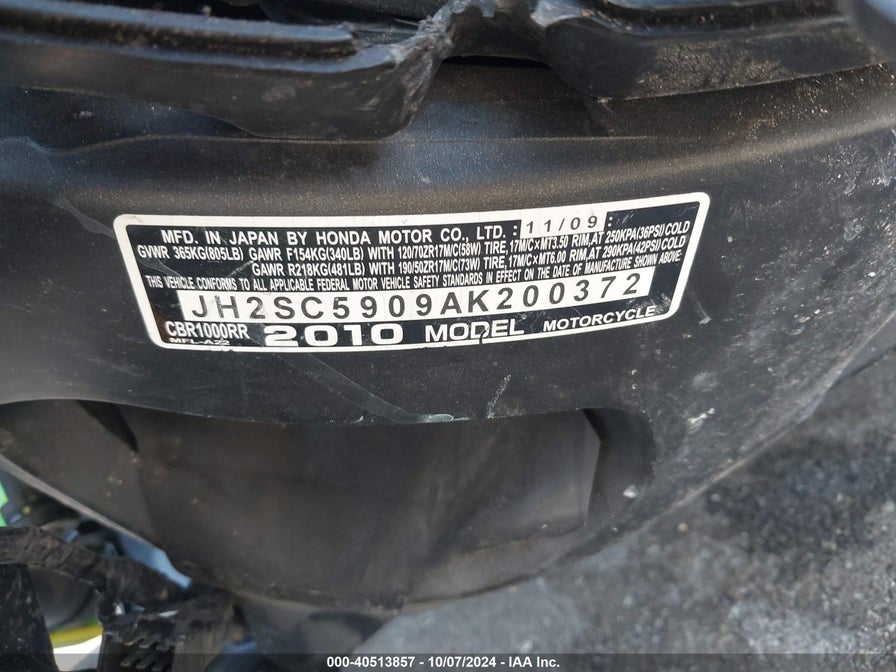 MFD. IN JAPAN BY HONDA MOTOR CO., LTD.: 11/09 :
GVWR 365KG(805LB) GAWR F154KG(340LB) WITH 120/70ZR17M/C(58W) TIRE, 17M/C×MT3.50 RIM, AT 250KPA(36PSI)COLD
GAWR R218KG(481LB) WITH 190/50ZR17M/C(73W) TIRE, 17M/C×MT6.00 RIM, AT 290KPA(42PSI)COLD
THIS VEHICLE CONFORMS TO ALL APPLICABLE FEDERAL MOTOR VEHICLE SAFETY STANDARDS IN EFFECT ON THE DATE OF MANUFACTURE SHOWN ABOVE.
JH2SC5909AK200372
CBR1000RR 2010 MODEL MOTORCYCLE
MFL-A22
000-40513857 - 10/07/2024 - IAA Inc.